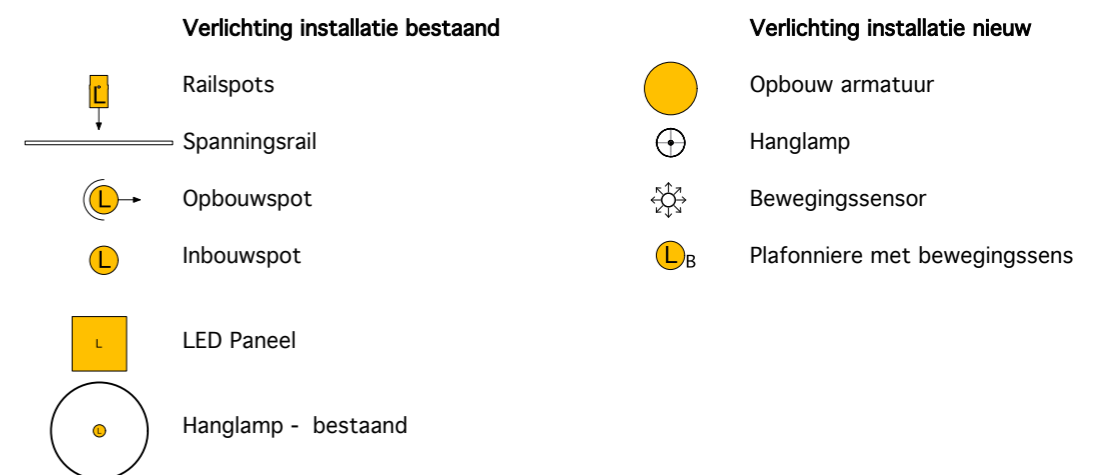 Verlichting installatie bestaand
L Railspots
Spanningsrail
L Opbouwspot
L Inbouwspot
L LED Paneel
L Hanglamp - bestaand
Verlichting installatie nieuw
Opbouw armatuur
Hanglamp
Bewegingssensor
L B Plafonniere met bewegingssens